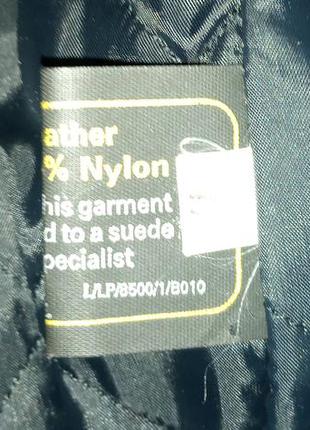 ather
% Nylon
his garment
d to a suede
pecialist
L/LP/8500/1/B010